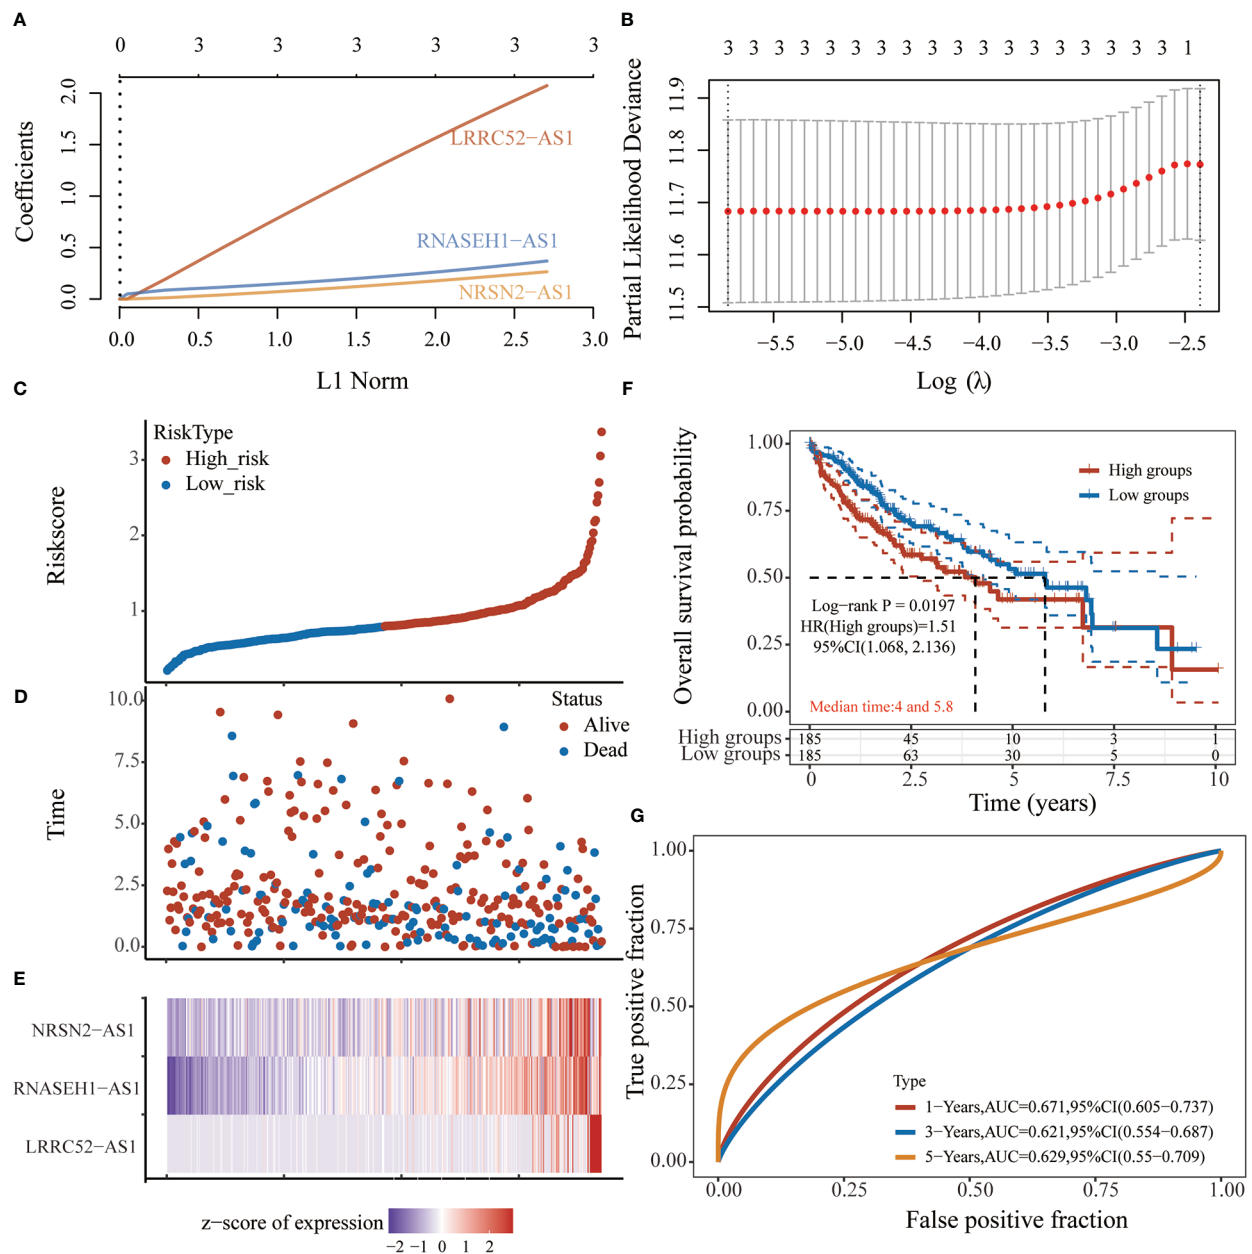 A
0 3 3 3 3 3 3
Coefficients
2.0
1.5
1.0
0.5
0.0
LRRC52−AS1
RNASEH1−AS1
NRSN2−AS1
0.0 0.5 1.0 1.5 2.0 2.5 3.0
L1 Norm
B
3 3 3 3 3 3 3 3 3 3 3 3 3 3 3 3 3 3 1
Partial Likelihood Deviance
11.9
11.8
11.7
11.6
11.5
−5.5 −5.0 −4.5 −4.0 −3.5 −3.0 −2.5
Log (λ)
C
Riskscore
RiskType
High_risk
Low_risk
3
2
1
D
Time
Status
Alive
Dead
10.0
7.5
5.0
2.5
0.0
E
NRSN2−AS1
RNASEH1−AS1
LRRC52−AS1
z−score of expression
−2 −1 0 1 2
F
Overall survival probability
1.00
0.75
0.50
0.25
0.00
High groups
Low groups
Log−rank P = 0.0197
HR(High groups)=1.51
95%CI(1.068, 2.136)
Median time:4 and 5.8
High groups 185 45 10 3 1
Low groups 185 63 30 5 0
0 2.5 5 7.5 10
Time (years)
G
True positive fraction
1.00
0.75
0.50
0.25
0.00
Type
1−Years,AUC=0.671,95%CI(0.605−0.737)
3−Years,AUC=0.621,95%CI(0.554−0.687)
5−Years,AUC=0.629,95%CI(0.55−0.709)
0.00 0.25 0.50 0.75 1.00
False positive fraction